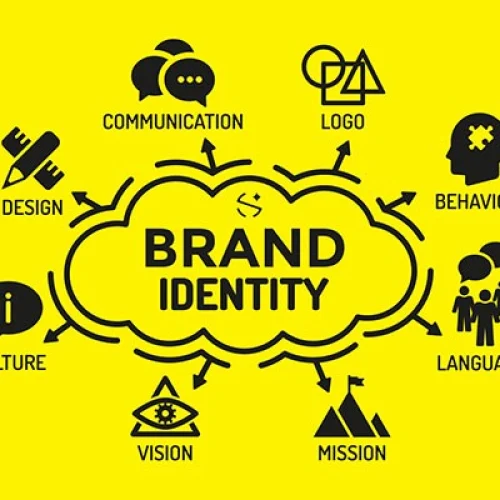 COMMUNICATION
LOGO
DESIGN
BEHAVIO
BRAND
IDENTITY
LTURE
LANGUA
VISION
MISSION